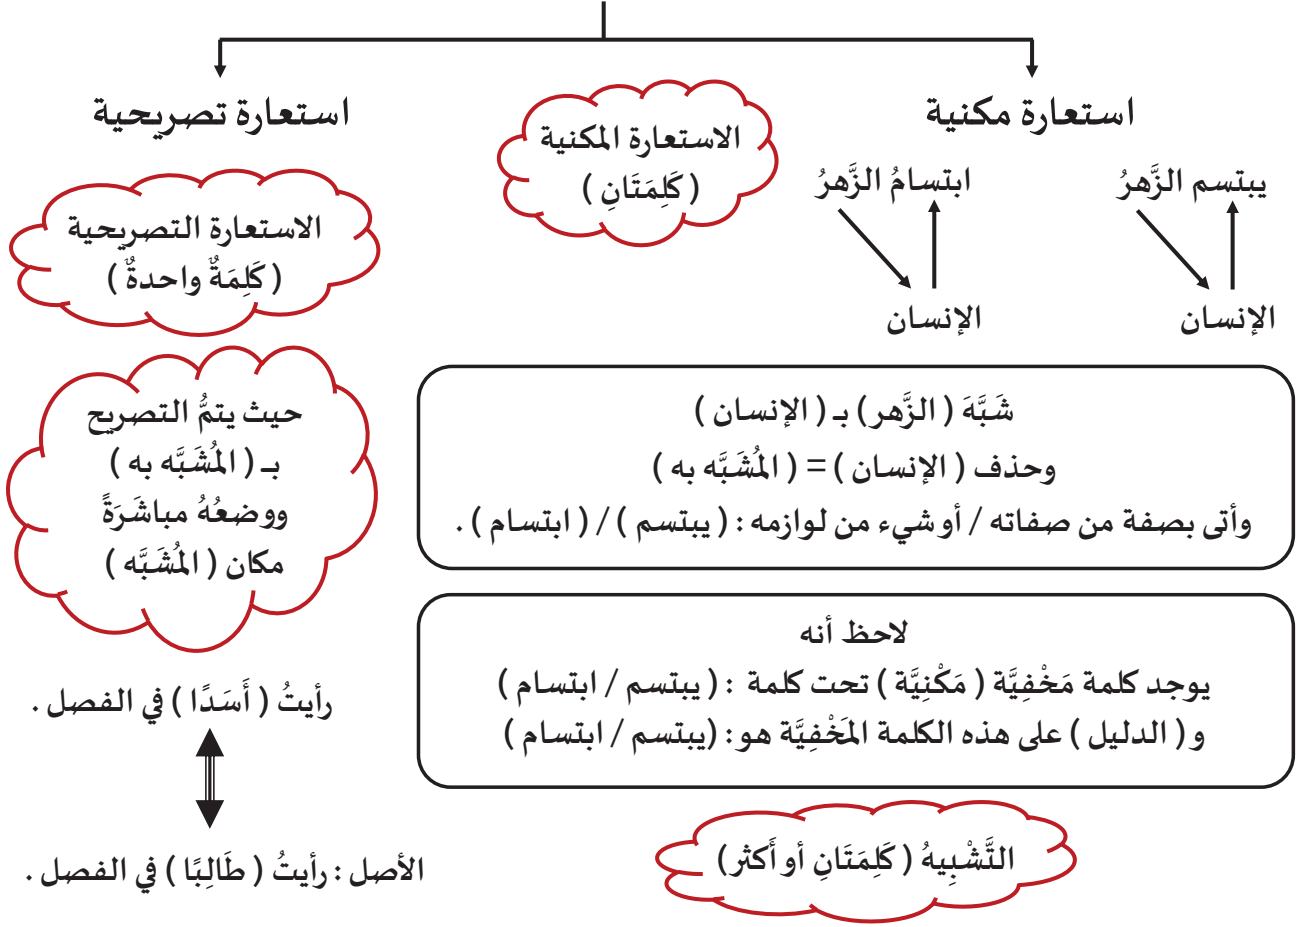 استعارة مكنية
يبتسم الزَّهرُ
الإنسان
ابتسامُ الزَّهرُ
الإنسان
الاستعارة المكنية
( كَلِمَتَانِ )
شَبَّهَ ( الزَّهر) بـ ( الإنسان )
وحذف ( الإنسان ) = ( المُشَبَّه به )
وأتى بصفة من صفاته / أو شيء من لوازمه : ( يبتسم ) / ( ابتسام ) .
لاحظ أنه
يوجد كلمة مَخْفِيَّة ( مَكْنِيَّة ) تحت كلمة : ( يبتسم / ابتسام )
و ( الدليل ) على هذه الكلمة المَخْفِيَّة هو : (يبتسم / ابتسام )
التَّشْبِيهُ ( كَلِمَتَانِ أو أَكثر)
استعارة تصريحية
الاستعارة التصريحية
( كَلِمَةٌ واحدةٌ )
حيث يتمُّ التصريح
بـ ( المُشَبَّه به )
ووضعُهُ مباشَرَةً
مكان ( المُشَبَّه )
رأيتُ ( أَسَدًا ) في الفصل .
الأصل : رأيتُ ( طَالِبًا ) في الفصل .